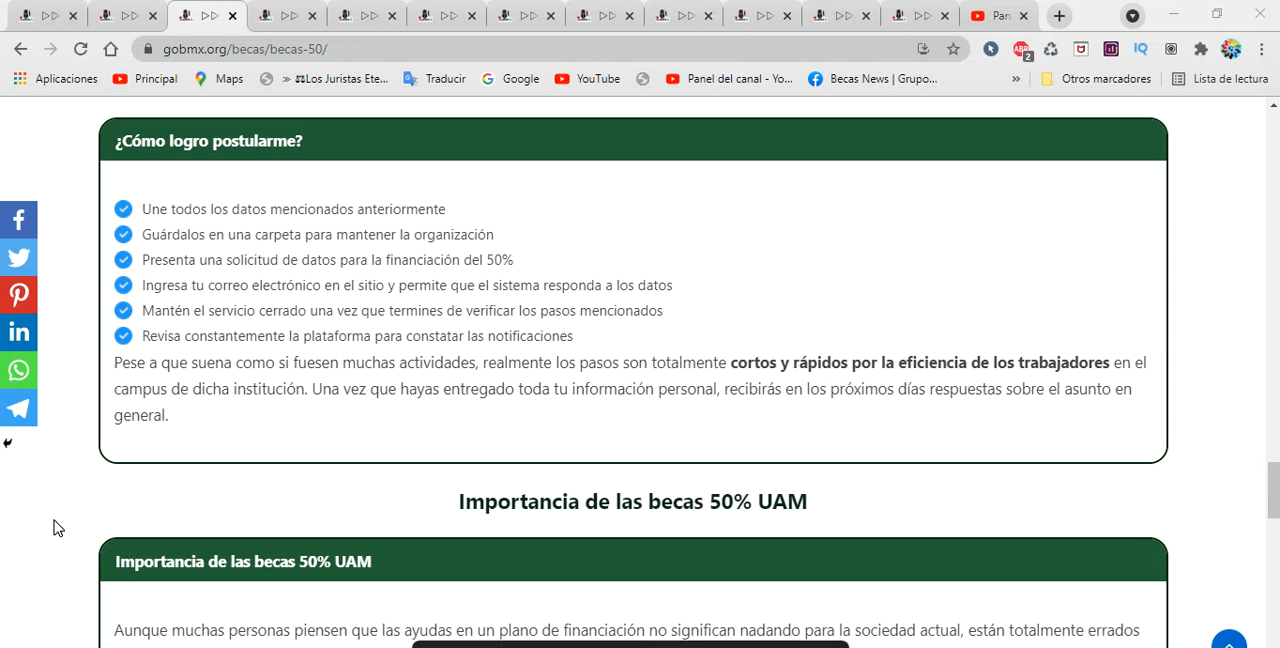 Pan
gobmx.org/becas/becas-50/
ABP
2
IQ
Aplicaciones
Principal
Maps
» ⚖Los Juristas Ete...
Traducir
Google
YouTube
Panel del canal - Yo...
Becas News | Grupo...
»
Otros marcadores
Lista de lectura
¿Cómo logro postularme?
Une todos los datos mencionados anteriormente
Guárdalos en una carpeta para mantener la organización
Presenta una solicitud de datos para la financiación del 50%
Ingresa tu correo electrónico en el sitio y permite que el sistema responda a los datos
Mantén el servicio cerrado una vez que termines de verificar los pasos mencionados
Revisa constantemente la plataforma para constatar las notificaciones
Pese a que suena como si fuesen muchas actividades, realmente los pasos son totalmente cortos y rápidos por la eficiencia de los trabajadores en el
campus de dicha institución. Una vez que hayas entregado toda tu información personal, recibirás en los próximos días respuestas sobre el asunto en
general.
Importancia de las becas 50% UAM
Importancia de las becas 50% UAM
Aunque muchas personas piensen que las ayudas en un plano de financiación no significan nadando para la sociedad actual, están totalmente errados